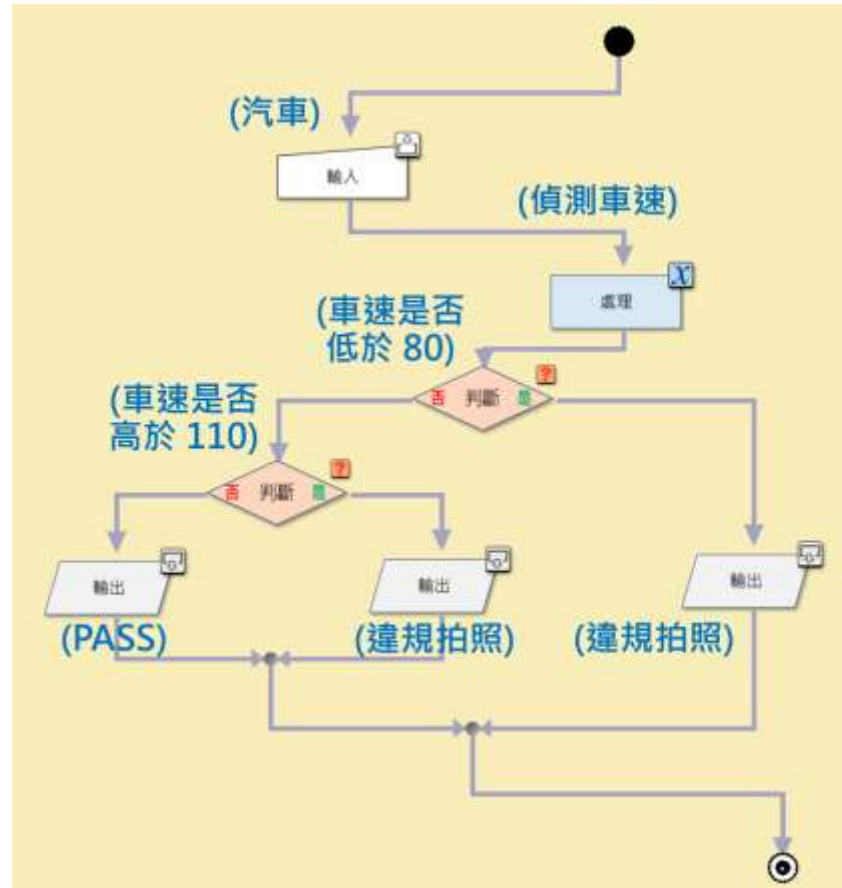 (汽車)
輸入
(偵測車速)
X
處理
(車速是否
低於 80)
?
否 判斷 是
(車速是否
高於 110)
?
否 判斷 是
輸出
輸出
輸出
(PASS)
(違規拍照)
(違規拍照)